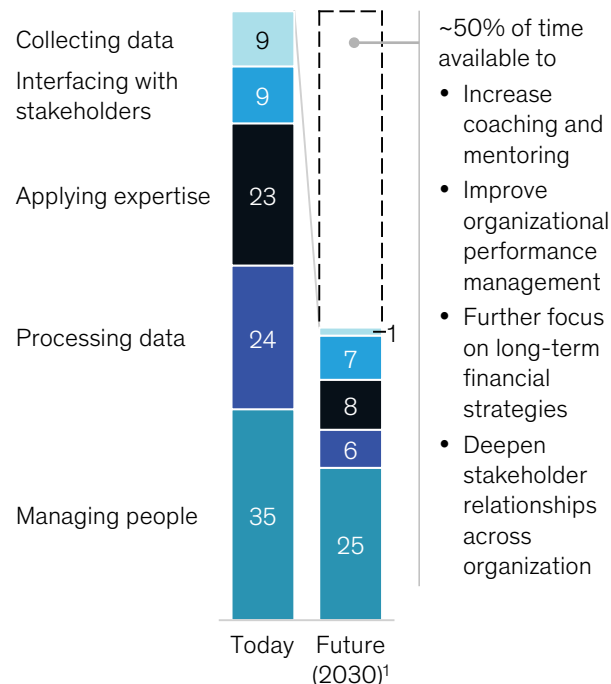 Collecting data
Interfacing with
stakeholders
Applying expertise
Processing data
Managing people
9
9
23
24
35
1
7
8
6
25
Today
Future
(2030)¹
~50% of time
available to
• Increase
coaching and
mentoring
• Improve
organizational
performance
management
• Further focus
on long-term
financial
strategies
• Deepen
stakeholder
relationships
across
organization